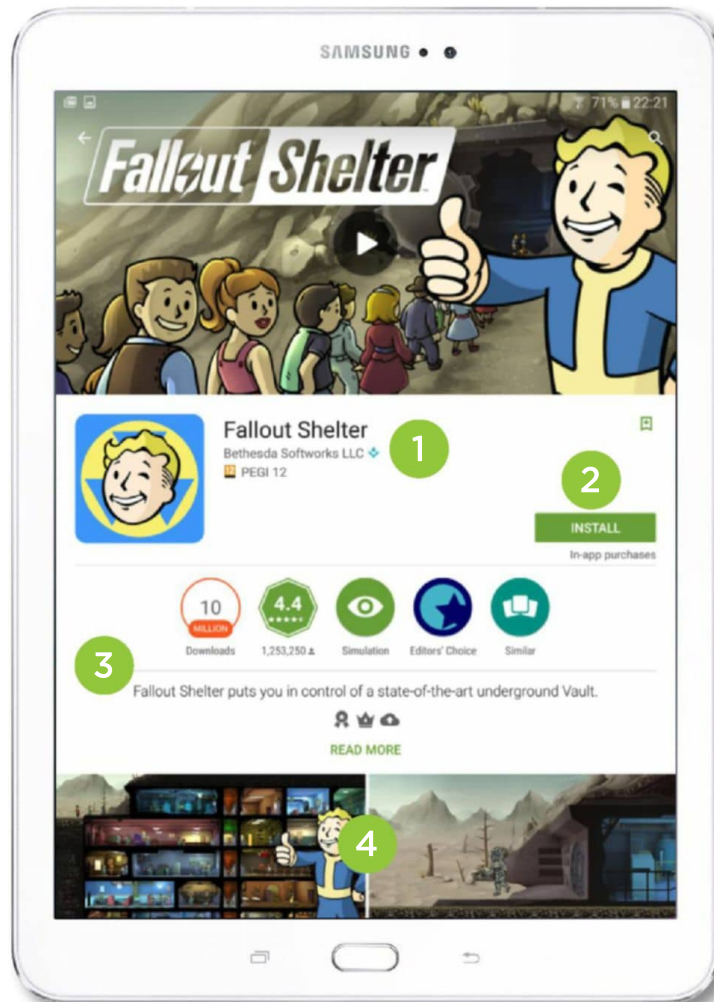 SAMSUNG
71% 22:21
Fallout Shelter
Fallout Shelter
1
Bethesda Softworks LLC
12 PEGI 12
2
INSTALL
In-app purchases
10
MILLION
4.4
Downloads
1,253,250
Simulation
Editors' Choice
Similar
3
Fallout Shelter puts you in control of a state-of-the-art underground Vault.
READ MORE
4